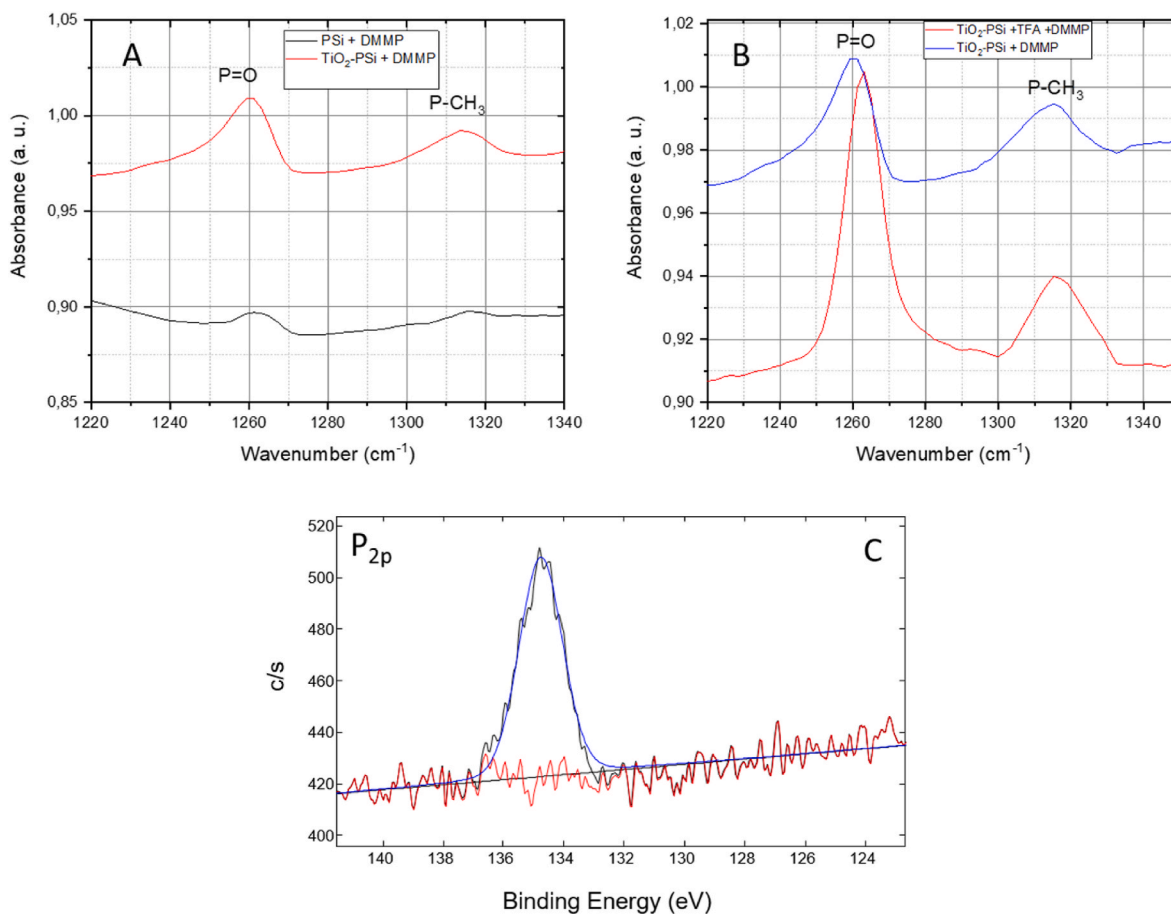 A
PSi + DMMP
TiO₂-PSi + DMMP
P=O
P-CH₃
1,05
1,00
0,95
0,90
0,85
Absorbance (a. u.)
1220 1240 1260 1280 1300 1320 1340
Wavenumber (cm⁻¹)
B
TiO₂-PSi +TFA +DMMP
TiO₂-PSi + DMMP
P=O
P-CH₃
1,02
1,00
0,98
0,96
0,94
0,92
0,90
Absorbance (a. u.)
1220 1240 1260 1280 1300 1320 1340
Wavenumber (cm⁻¹)
P₂ₚ
C
520
500
480
460
440
420
400
c/s
140 138 136 134 132 130 128 126 124
Binding Energy (eV)